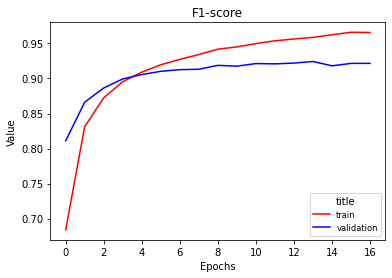 F1-score
Value
0.95
0.90
0.85
0.80
0.75
0.70
0 2 4 6 8 10 12 14 16
Epochs
title
train
validation